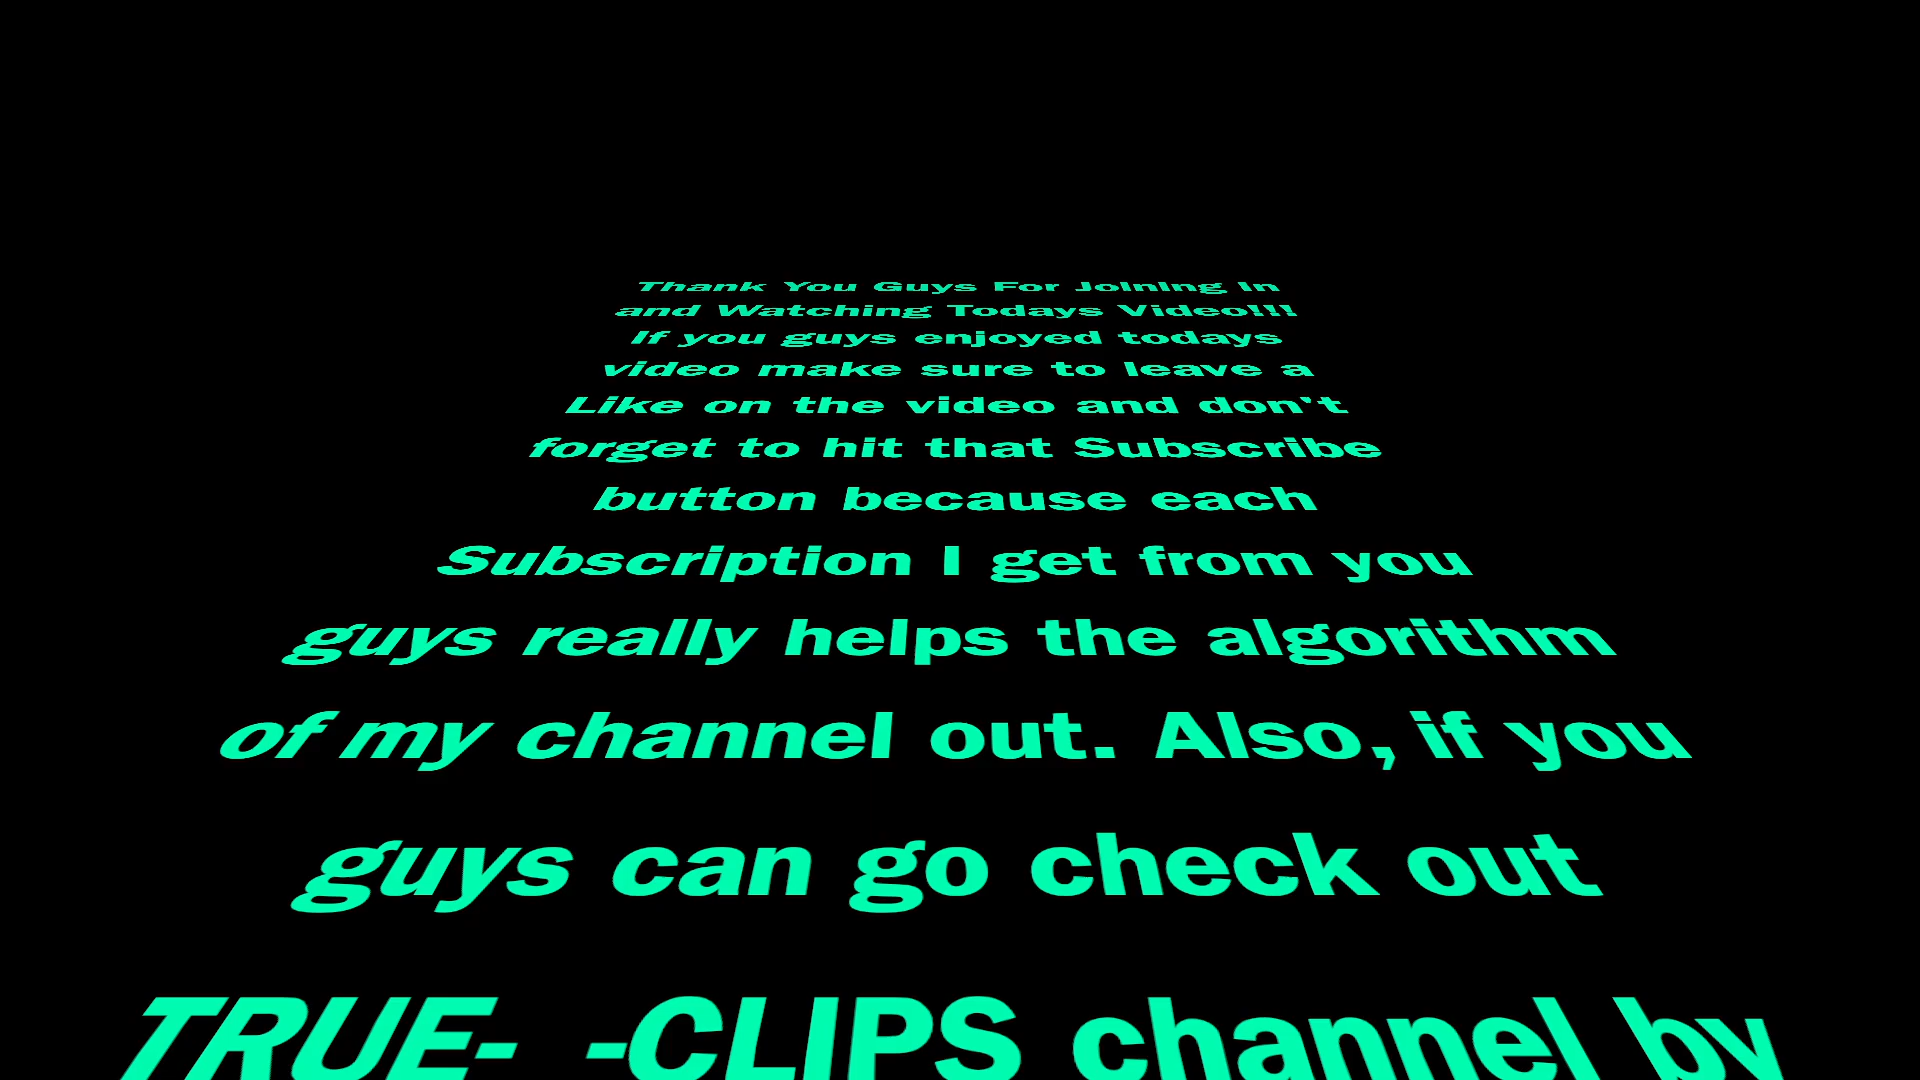 Thank You Guys For Joining In
and Watching Todays Video!!!
If you guys enjoyed todays
video make sure to leave a
Like on the video and don't
forget to hit that Subscribe
button because each
Subscription I get from you
guys really helps the algorithm
of my channel out. Also, if you
guys can go check out
TRUE- -CLIPS channel by